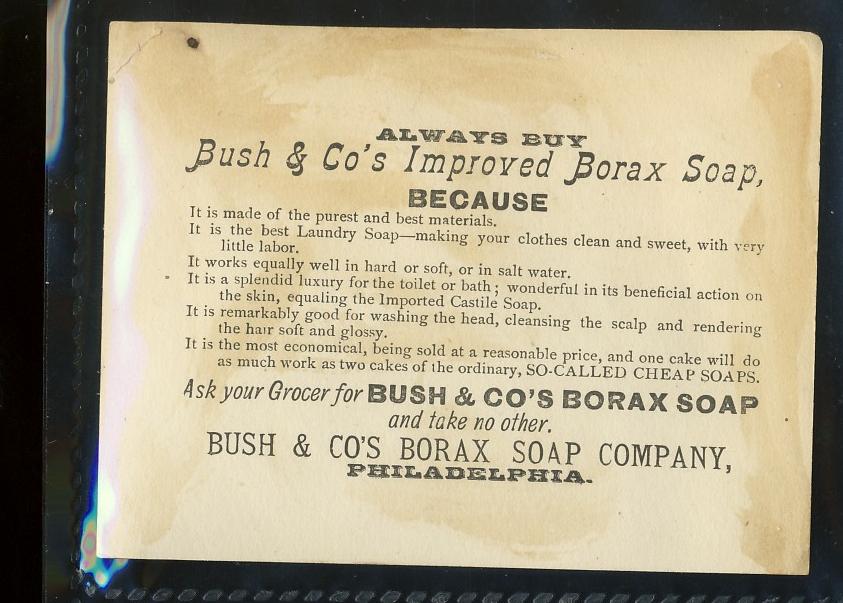 ALWAYS BUY
Bush & Co's Improved Borax Soap,
BECAUSE
It is made of the purest and best materials.
It is the best Laundry Soap—making your clothes clean and sweet, with very
little labor.
It works equally well in hard or soft, or in salt water.
It is a splendid luxury for the toilet or bath; wonderful in its beneficial action on
the skin, equaling the Imported Castile Soap.
It is remarkably good for washing the head, cleansing the scalp and rendering
the hair soft and glossy.
It is the most economical, being sold at a reasonable price, and one cake will do
as much work as two cakes of the ordinary, SO-CALLED CHEAP SOAPS.
Ask your Grocer for BUSH & CO'S BORAX SOAP
and take no other.
BUSH & CO'S BORAX SOAP COMPANY,
PHILADELPHIA.